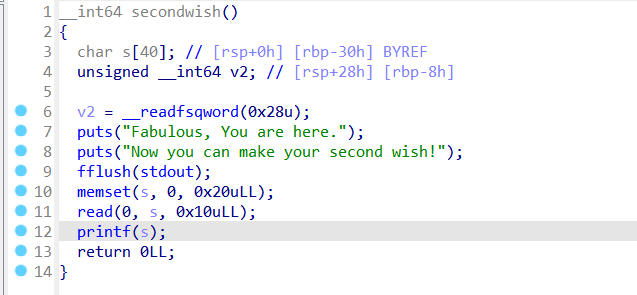 1 __int64 secondwish()
2 {
3 char s[40]; // [rsp+0h] [rbp-30h] BYREF
4 unsigned __int64 v2; // [rsp+28h] [rbp-8h]
5
6 v2 = __readfsqword(0x28u);
7 puts("Fabulous, You are here.");
8 puts("Now you can make your second wish!");
9 fflush(stdout);
10 memset(s, 0, 0x20uLL);
11 read(0, s, 0x10uLL);
12 printf(s);
13 return 0LL;
14 }